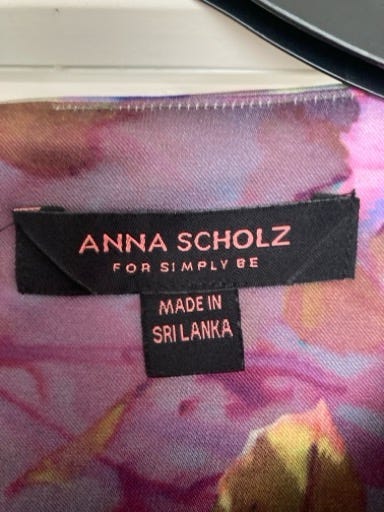 ANNA SCHOLZ
FOR SIMPLY BE
MADE IN
SRI LANKA